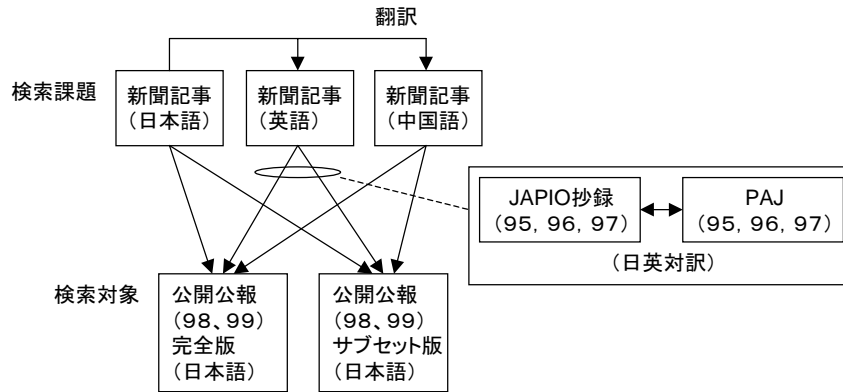 翻訳
検索課題
新聞記事
（日本語）
新聞記事
（英語）
新聞記事
（中国語）
JAPIO抄録
（95，96，97）
PAJ
（95，96，97）
（日英対訳）
検索対象
公開公報
（98、99）
完全版
（日本語）
公開公報
（98、99）
サブセット版
（日本語）